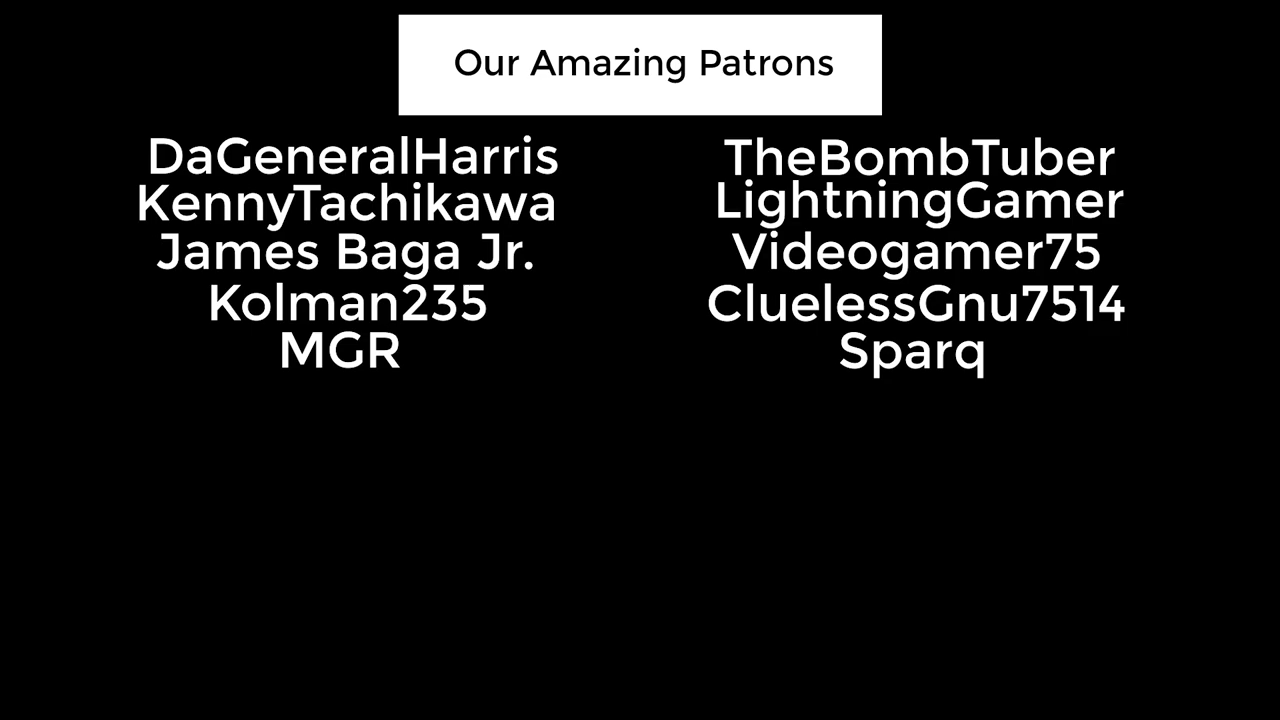 Our Amazing Patrons
DaGeneralHarris
KennyTachikawa
James Baga Jr.
Kolman235
MGR
TheBombTuber
LightningGamer
Videogamer75
CluelessGnu7514
Sparq